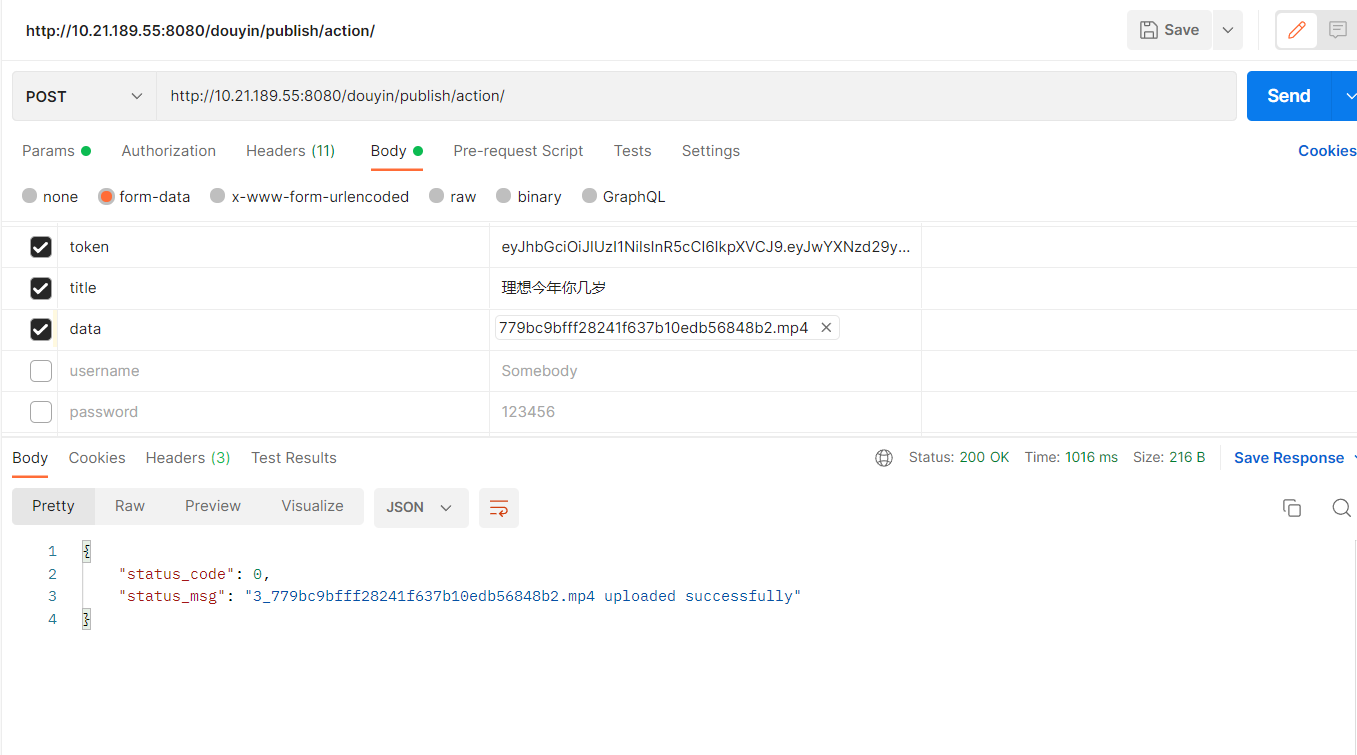 http://10.21.189.55:8080/douyin/publish/action/
Save
POST
http://10.21.189.55:8080/douyin/publish/action/
Send
Params
Authorization
Headers (11)
Body
Pre-request Script
Tests
Settings
Cookies
none
form-data
x-www-form-urlencoded
raw
binary
GraphQL
token
eyJhbGciOiJIUzI1NiIsInR5cCI6IkpXVCJ9.eyJwYXNzd29y...
title
理想今年你几岁
data
779bc9bfff28241f637b10edb56848b2.mp4
username
Somebody
password
123456
Body
Cookies
Headers (3)
Test Results
Status: 200 OK
Time: 1016 ms
Size: 216 B
Save Response
Pretty
Raw
Preview
Visualize
JSON
1 {
2 "status_code": 0,
3 "status_msg": "3_779bc9bfff28241f637b10edb56848b2.mp4 uploaded successfully"
4 }